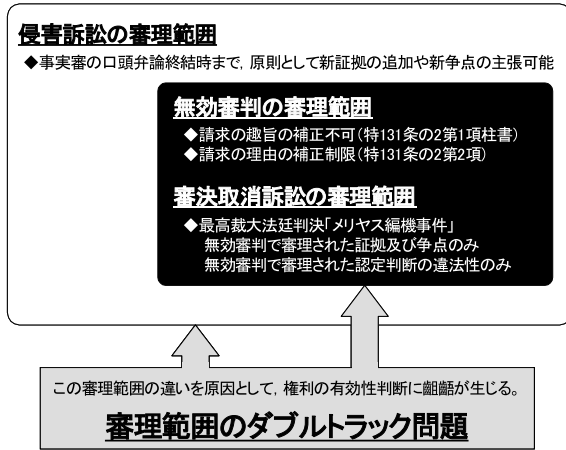 侵害訴訟の審理範囲
◆事実審の口頭弁論終結時まで，原則として新証拠の追加や新争点の主張可能
無効審判の審理範囲
◆請求の趣旨の補正不可（特131条の2第1項柱書）
◆請求の理由の補正制限（特131条の2第2項）
審決取消訴訟の審理範囲
◆最高裁大法廷判決「メリヤス編機事件」
無効審判で審理された証拠及び争点のみ
無効審判で審理された認定判断の違法性のみ
この審理範囲の違いを原因として，権利の有効性判断に齟齬が生じる。
審理範囲のダブルトラック問題